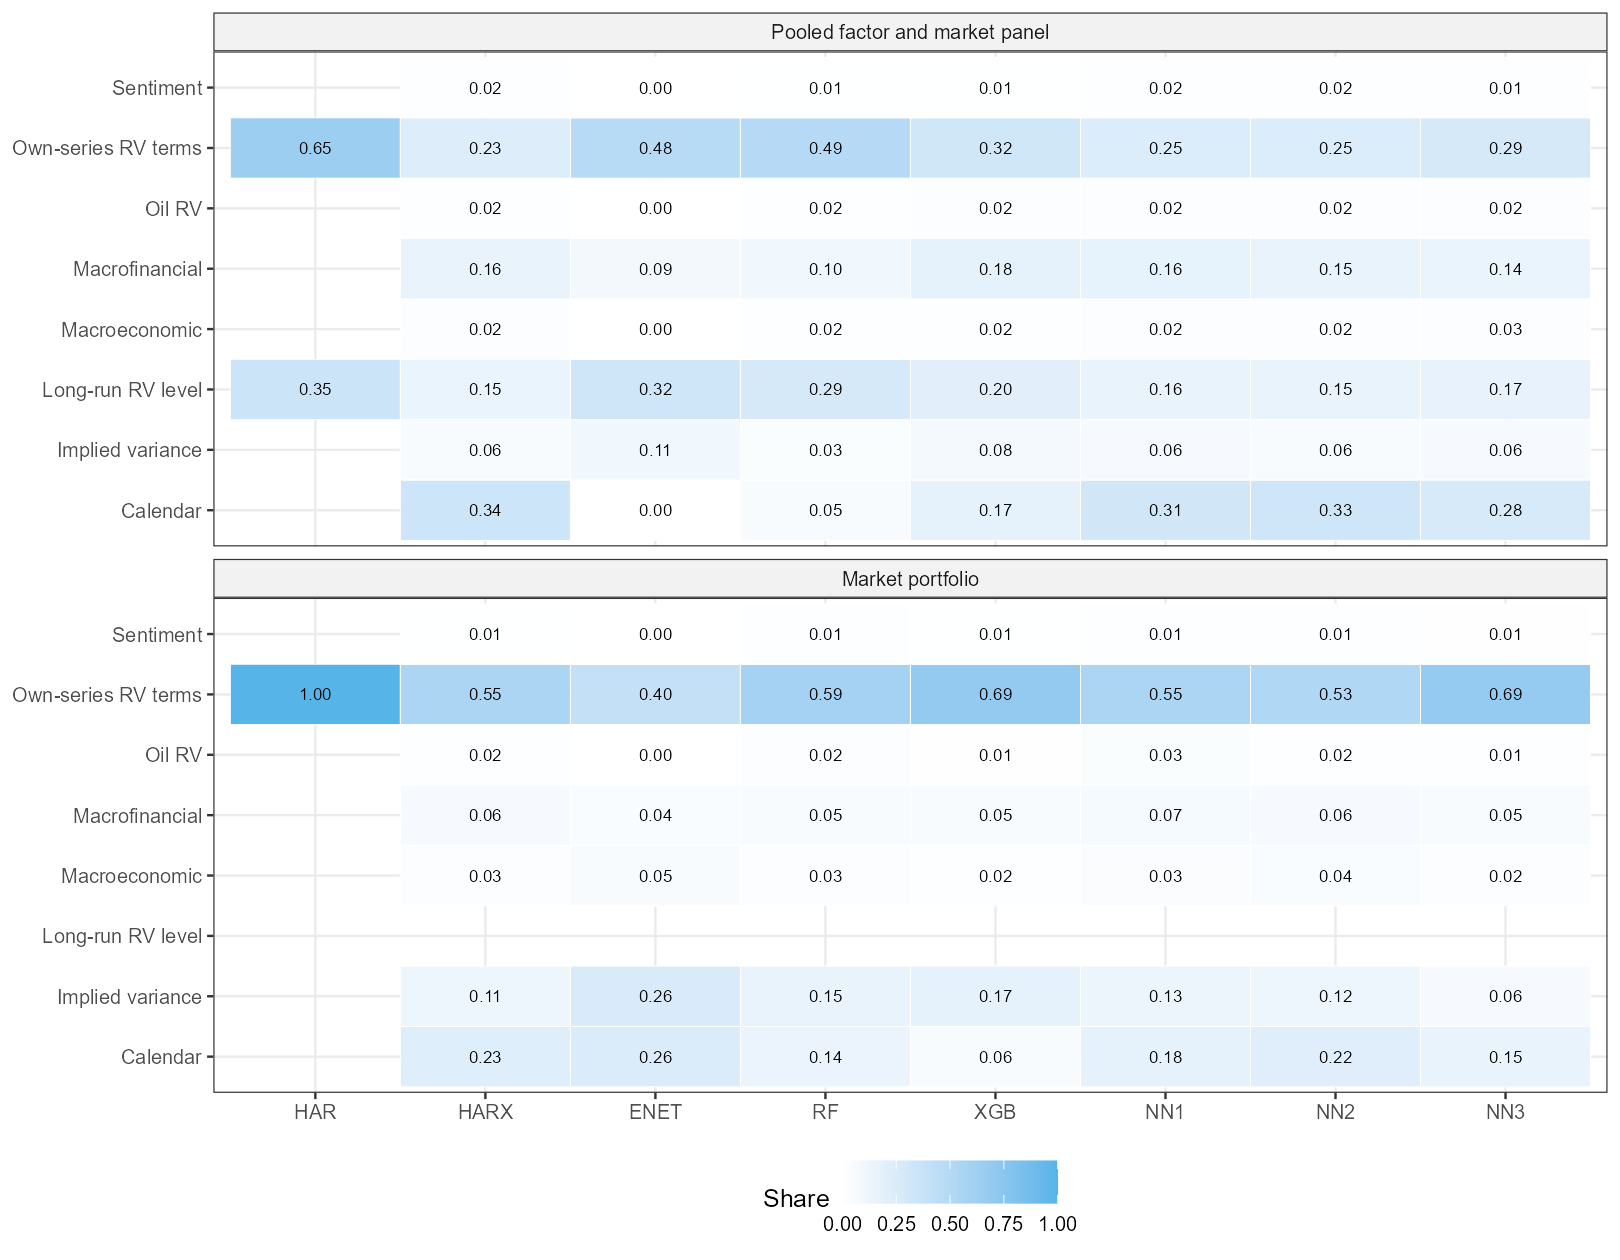 Pooled factor and market panel
Sentiment 0.02 0.00 0.01 0.01 0.02 0.02 0.01
Own-series RV terms 0.65 0.23 0.48 0.49 0.32 0.25 0.25 0.29
Oil RV 0.02 0.00 0.02 0.02 0.02 0.02 0.02
Macrofinancial 0.16 0.09 0.10 0.18 0.16 0.15 0.14
Macroeconomic 0.02 0.00 0.02 0.02 0.02 0.02 0.03
Long-run RV level 0.35 0.15 0.32 0.29 0.20 0.16 0.15 0.17
Implied variance 0.06 0.11 0.03 0.08 0.06 0.06 0.06
Calendar 0.34 0.00 0.05 0.17 0.31 0.33 0.28
Market portfolio
Sentiment 0.01 0.00 0.01 0.01 0.01 0.01 0.01
Own-series RV terms 1.00 0.55 0.40 0.59 0.69 0.55 0.53 0.69
Oil RV 0.02 0.00 0.02 0.01 0.03 0.02 0.01
Macrofinancial 0.06 0.04 0.05 0.05 0.07 0.06 0.05
Macroeconomic 0.03 0.05 0.03 0.02 0.03 0.04 0.02
Long-run RV level
Implied variance 0.11 0.26 0.15 0.17 0.13 0.12 0.06
Calendar 0.23 0.26 0.14 0.06 0.18 0.22 0.15
HAR HARX ENET RF XGB NN1 NN2 NN3
Share
0.00 0.25 0.50 0.75 1.00